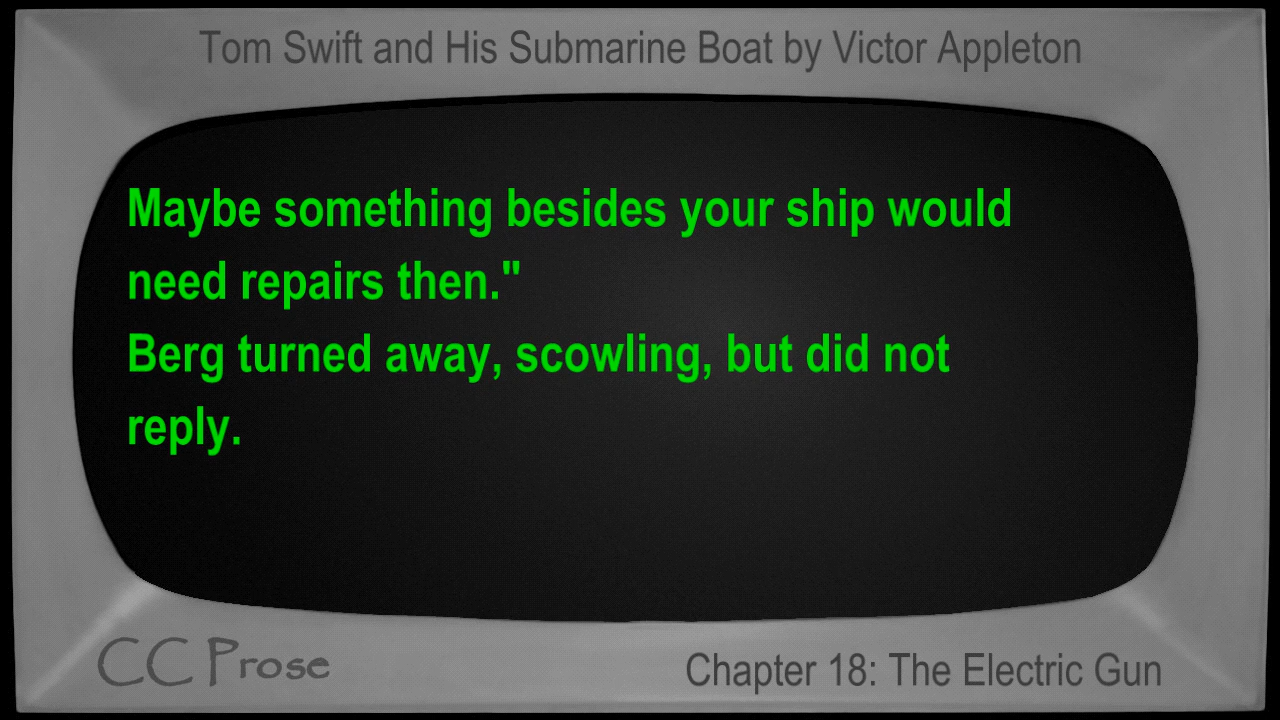 Tom Swift and His Submarine Boat by Victor Appleton
Maybe something besides your ship would
need repairs then."
Berg turned away, scowling, but did not
reply.
CC Prose
Chapter 18: The Electric Gun